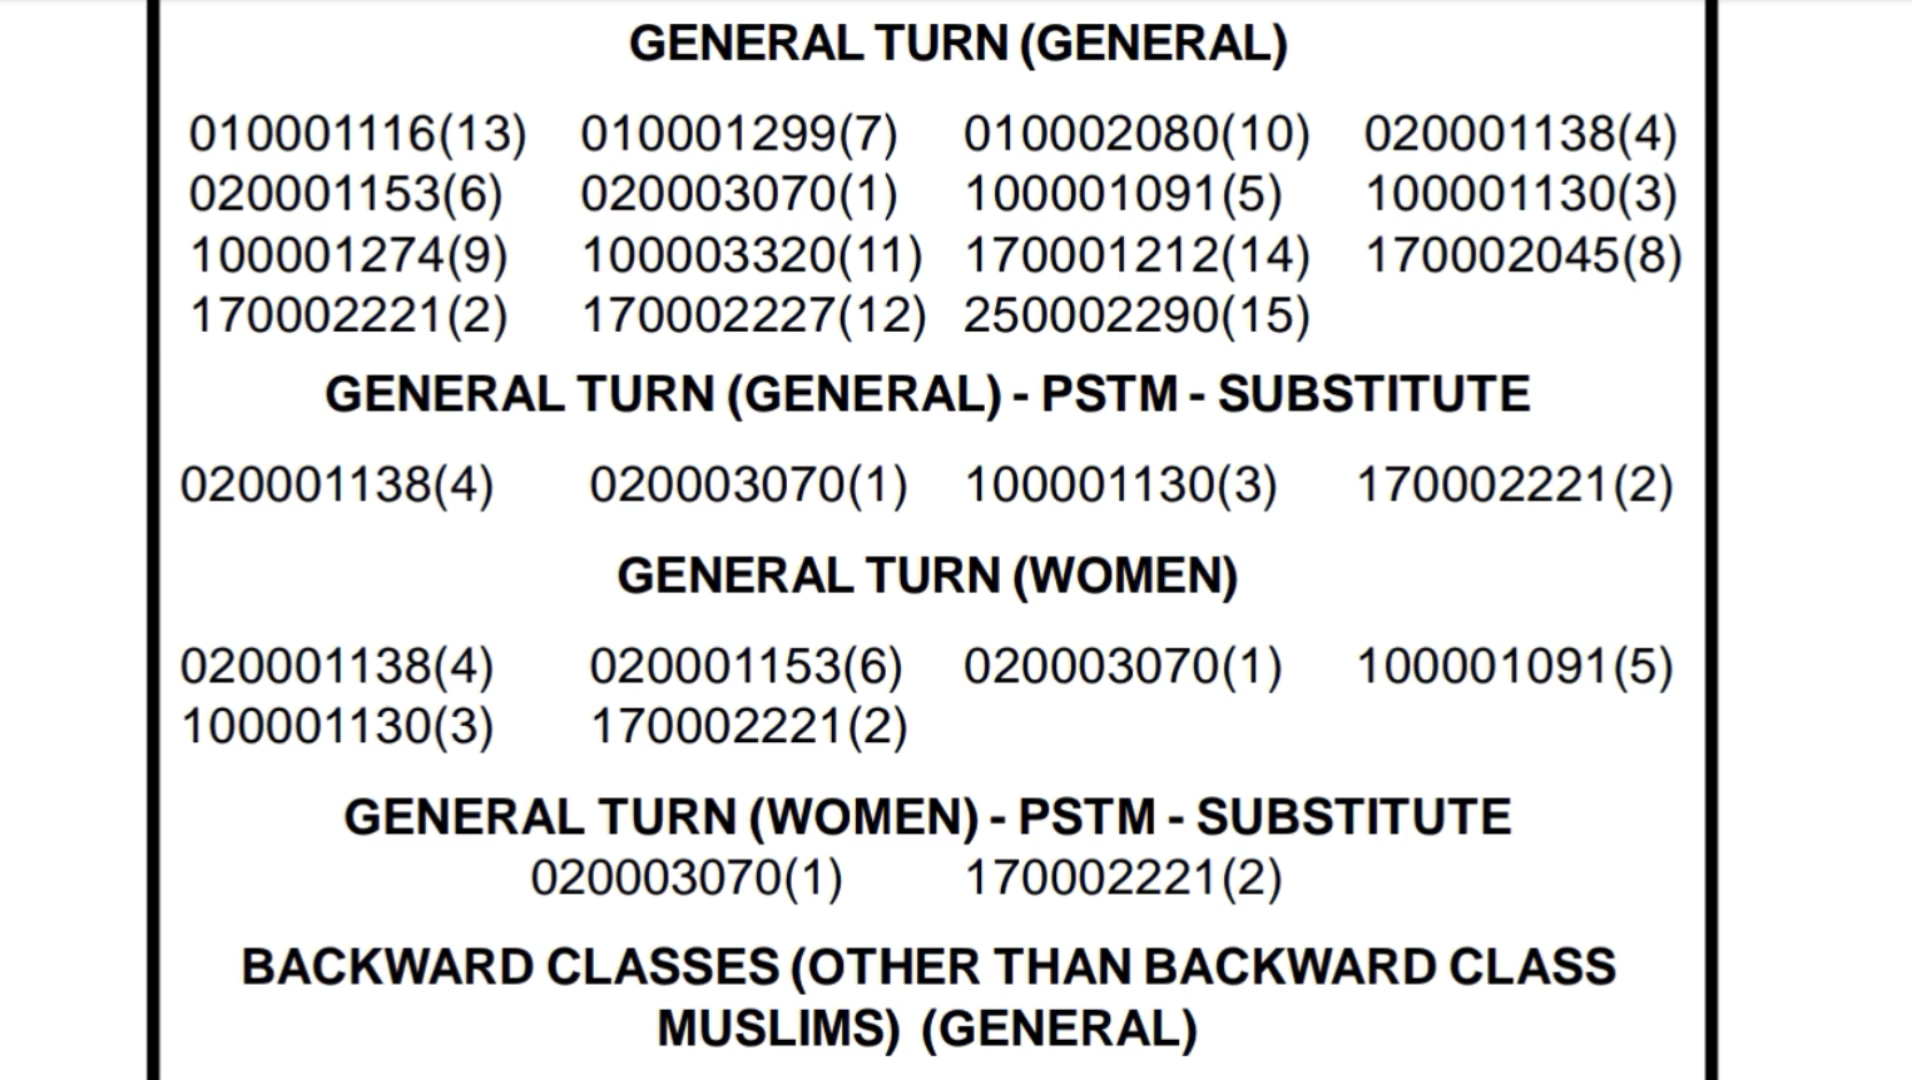 GENERAL TURN (GENERAL)
010001116(13) 010001299(7) 010002080(10) 020001138(4)
020001153(6) 020003070(1) 100001091(5) 100001130(3)
100001274(9) 100003320(11) 170001212(14) 170002045(8)
170002221(2) 170002227(12) 250002290(15)
GENERAL TURN (GENERAL) - PSTM - SUBSTITUTE
020001138(4) 020003070(1) 100001130(3) 170002221(2)
GENERAL TURN (WOMEN)
020001138(4) 020001153(6) 020003070(1) 100001091(5)
100001130(3) 170002221(2)
GENERAL TURN (WOMEN) - PSTM - SUBSTITUTE
020003070(1) 170002221(2)
BACKWARD CLASSES (OTHER THAN BACKWARD CLASS
MUSLIMS) (GENERAL)